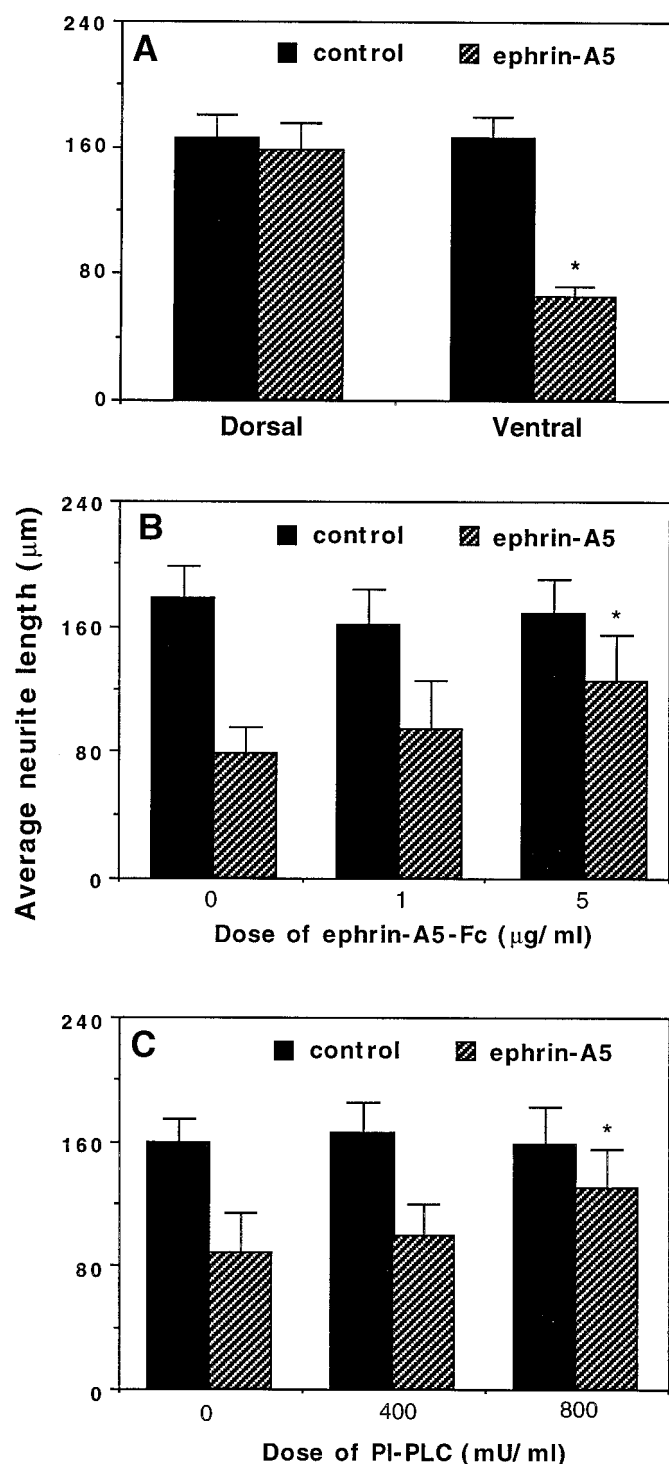 A
control
ephrin-A5
240
160
80
0
*
Dorsal
Ventral
Average neurite length (μm)
B
control
ephrin-A5
240
160
80
0
*
0
1
5
Dose of ephrin-A5-Fc (μg/ ml)
C
control
ephrin-A5
240
160
80
0
*
0
400
800
Dose of PI-PLC (mU/ ml)